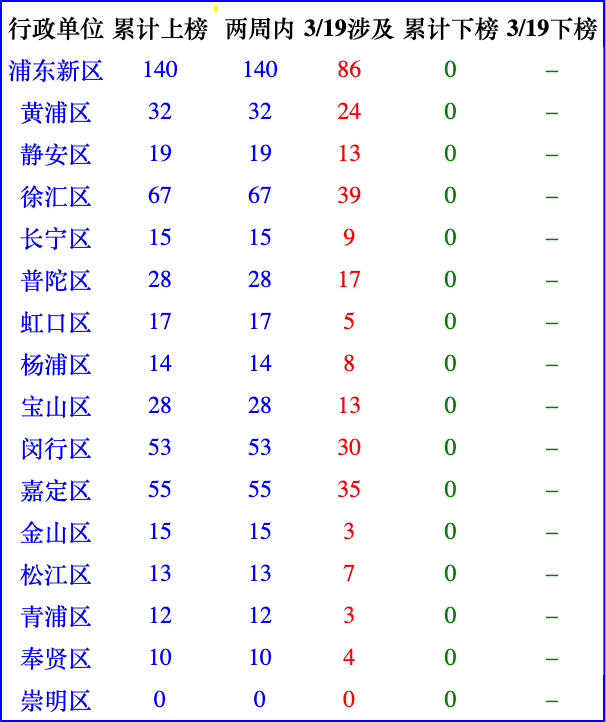 行政单位 累计上榜 两周内 3/19涉及 累计下榜 3/19下榜
浦东新区 140 140 86 0 –
黄浦区 32 32 24 0 –
静安区 19 19 13 0 –
徐汇区 67 67 39 0 –
长宁区 15 15 9 0 –
普陀区 28 28 17 0 –
虹口区 17 17 5 0 –
杨浦区 14 14 8 0 –
宝山区 28 28 13 0 –
闵行区 53 53 30 0 –
嘉定区 55 55 35 0 –
金山区 15 15 3 0 –
松江区 13 13 7 0 –
青浦区 12 12 3 0 –
奉贤区 10 10 4 0 –
崇明区 0 0 0 0 –